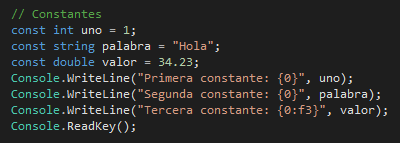 // Constantes
const int uno = 1;
const string palabra = "Hola";
const double valor = 34.23;
Console.WriteLine("Primera constante: {0}", uno);
Console.WriteLine("Segunda constante: {0}", palabra);
Console.WriteLine("Tercera constante: {0:f3}", valor);
Console.ReadKey();